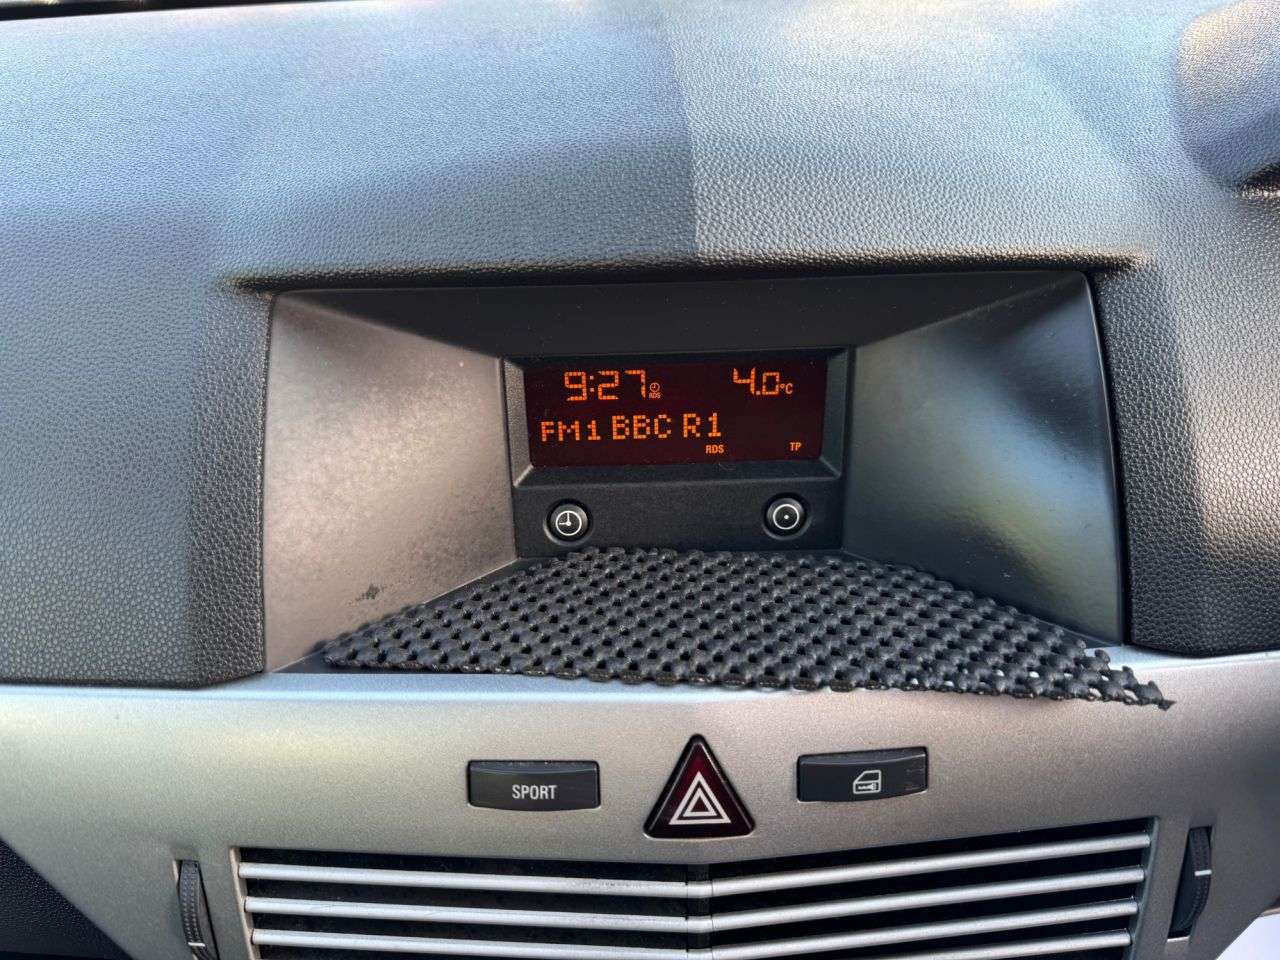 9:27 RDS 4.0°C
FM1 BBC R1
RDS TP
SPORT